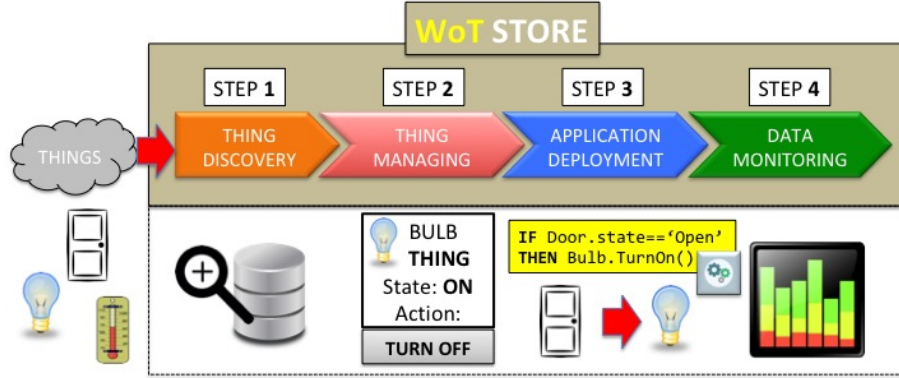 WoT STORE
STEP 1
STEP 2
STEP 3
STEP 4
THINGS
THING
DISCOVERY
THING
MANAGING
APPLICATION
DEPLOYMENT
DATA
MONITORING
BULB
THING
State: ON
Action:
TURN OFF
IF Door.state==‘Open’
THEN Bulb.TurnOn()